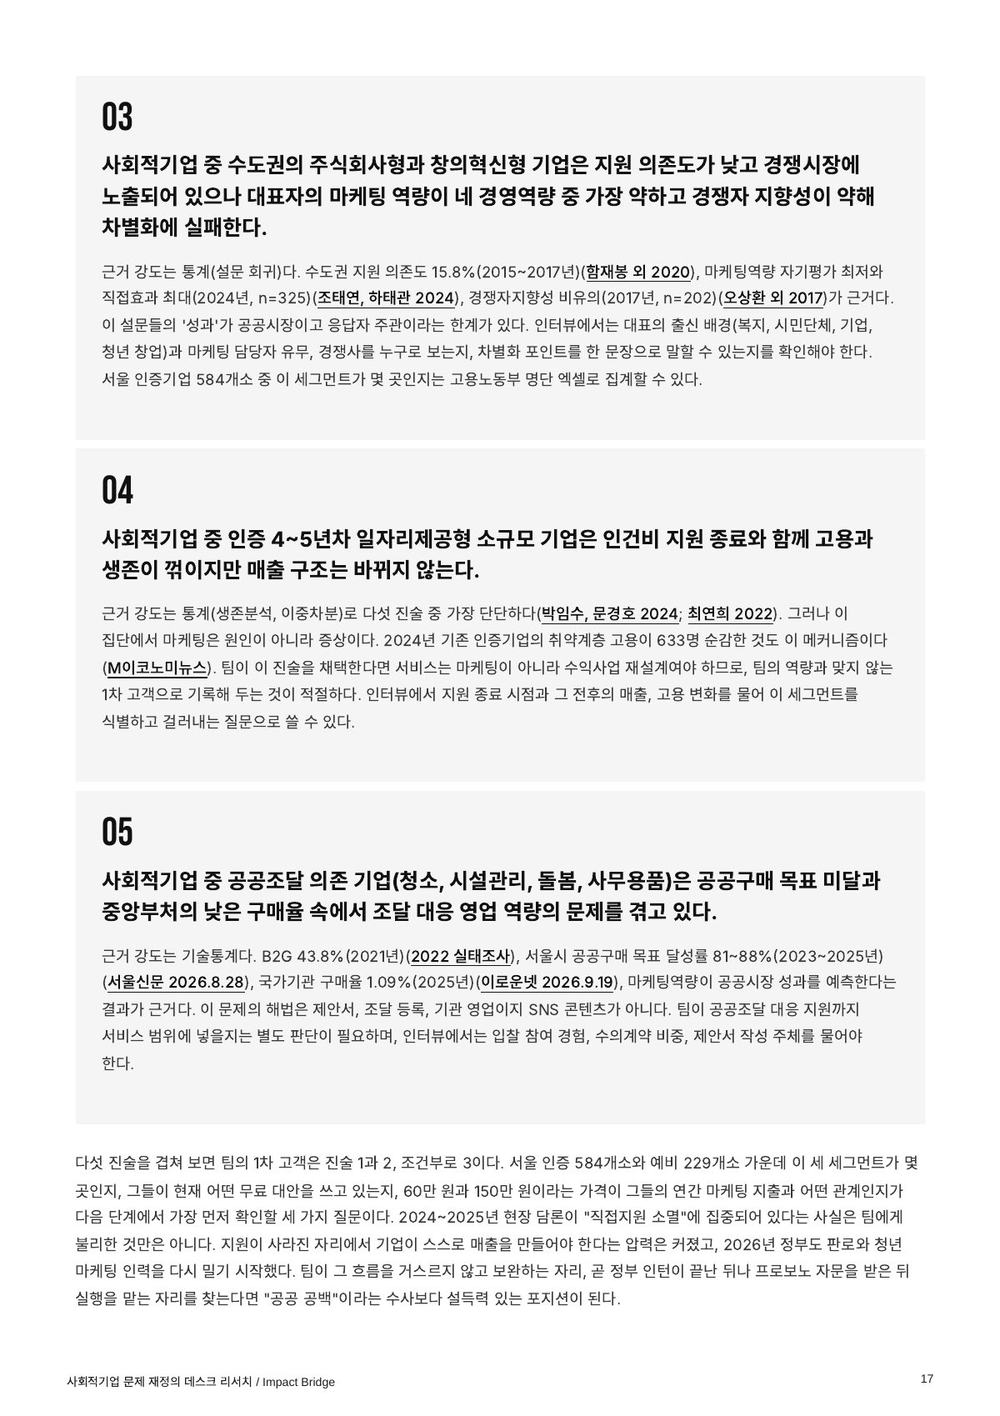 03
사회적기업 중 수도권의 주식회사형과 창의혁신형 기업은 지원 의존도가 낮고 경쟁시장에
노출되어 있으나 대표자의 마케팅 역량이 네 경영역량 중 가장 약하고 경쟁자 지향성이 약해
차별화에 실패한다.
근거 강도는 통계(설문 회귀)다. 수도권 지원 의존도 15.8%(2015~2017년)(함재봉 외 2020), 마케팅역량 자기평가 최저와
직접효과 최대(2024년, n=325)(조태연, 하태관 2024), 경쟁자지향성 비유의(2017년, n=202)(오상환 외 2017)가 근거다.
이 설문들의 '성과'가 공공시장이고 응답자 주관이라는 한계가 있다. 인터뷰에서는 대표의 출신 배경(복지, 시민단체, 기업,
청년 창업)과 마케팅 담당자 유무, 경쟁사를 누구로 보는지, 차별화 포인트를 한 문장으로 말할 수 있는지를 확인해야 한다.
서울 인증기업 584개소 중 이 세그먼트가 몇 곳인지는 고용노동부 명단 엑셀로 집계할 수 있다.
04
사회적기업 중 인증 4~5년차 일자리제공형 소규모 기업은 인건비 지원 종료와 함께 고용과
생존이 꺾이지만 매출 구조는 바뀌지 않는다.
근거 강도는 통계(생존분석, 이중차분)로 다섯 진술 중 가장 단단하다(박임수, 문경호 2024; 최연희 2022). 그러나 이
집단에서 마케팅은 원인이 아니라 증상이다. 2024년 기존 인증기업의 취약계층 고용이 633명 순감한 것도 이 메커니즘이다
(M이코노미뉴스). 팀이 이 진술을 채택한다면 서비스는 마케팅이 아니라 수익사업 재설계여야 하므로, 팀의 역량과 맞지 않는
1차 고객으로 기록해 두는 것이 적절하다. 인터뷰에서 지원 종료 시점과 그 전후의 매출, 고용 변화를 물어 이 세그먼트를
식별하고 걸러내는 질문으로 쓸 수 있다.
05
사회적기업 중 공공조달 의존 기업(청소, 시설관리, 돌봄, 사무용품)은 공공구매 목표 미달과
중앙부처의 낮은 구매율 속에서 조달 대응 영업 역량의 문제를 겪고 있다.
근거 강도는 기술통계다. B2G 43.8%(2021년)(2022 실태조사), 서울시 공공구매 목표 달성률 81~88%(2023~2025년)
(서울신문 2026.8.28), 국가기관 구매율 1.09%(2025년)(이로운넷 2026.9.19), 마케팅역량이 공공시장 성과를 예측한다는
결과가 근거다. 이 문제의 해법은 제안서, 조달 등록, 기관 영업이지 SNS 콘텐츠가 아니다. 팀이 공공조달 대응 지원까지
서비스 범위에 넣을지는 별도 판단이 필요하며, 인터뷰에서는 입찰 참여 경험, 수의계약 비중, 제안서 작성 주체를 물어야
한다.
다섯 진술을 겹쳐 보면 팀의 1차 고객은 진술 1과 2, 조건부로 3이다. 서울 인증 584개소와 예비 229개소 가운데 이 세 세그먼트가 몇
곳인지, 그들이 현재 어떤 무료 대안을 쓰고 있는지, 60만 원과 150만 원이라는 가격이 그들의 연간 마케팅 지출과 어떤 관계인지가
다음 단계에서 가장 먼저 확인할 세 가지 질문이다. 2024~2025년 현장 담론이 "직접지원 소멸"에 집중되어 있다는 사실은 팀에게
불리한 것만은 아니다. 지원이 사라진 자리에서 기업이 스스로 매출을 만들어야 한다는 압력은 커졌고, 2026년 정부도 판로와 청년
마케팅 인력을 다시 밀기 시작했다. 팀이 그 흐름을 거스르지 않고 보완하는 자리, 곧 정부 인턴이 끝난 뒤나 프로보노 자문을 받은 뒤
실행을 맡는 자리를 찾는다면 "공공 공백"이라는 수사보다 설득력 있는 포지션이 된다.
사회적기업 문제 재정의 데스크 리서치 / Impact Bridge
17